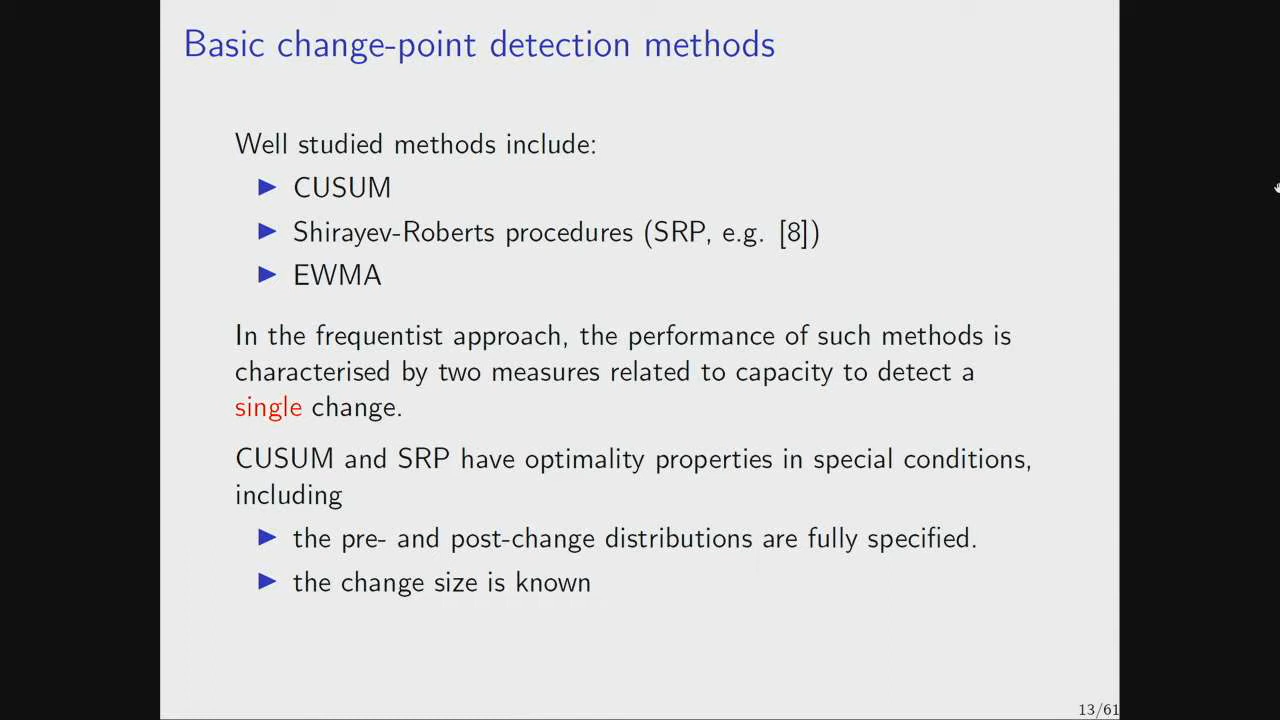 Basic change-point detection methods
Well studied methods include:
▶ CUSUM
▶ Shirayev-Roberts procedures (SRP, e.g. [8])
▶ EWMA
In the frequentist approach, the performance of such methods is
characterised by two measures related to capacity to detect a
single change.
CUSUM and SRP have optimality properties in special conditions,
including
▶ the pre- and post-change distributions are fully specified.
▶ the change size is known
13/61